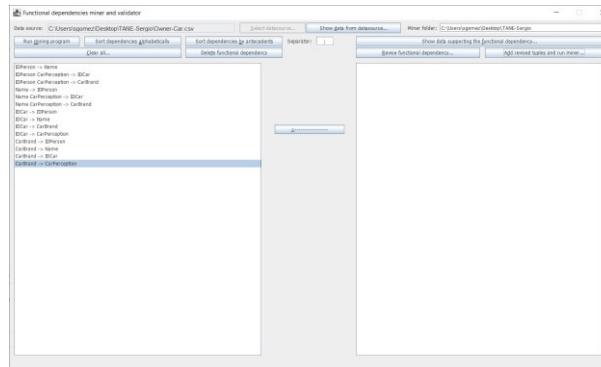 Functional dependencies miner and validator
Data source: C:\Users\sgomez\Desktop\TANE-Sergio\Owner-Car.csv Select datasource... Show data from datasource... Miner folder: C:\Users\sgomez\Desktop\TANE-Sergio
Run mining program Sort dependencies alphabetically Sort dependencies by antecedents Separator: ; Show data supporting the functional dependency...
Clear all... Delete functional dependency Revise functional dependency... Add revised tuples and run miner...
IDPerson -> Name
IDPerson CarPerception -> IDCar
IDPerson CarPerception -> CarBrand
Name -> IDPerson
Name CarPerception -> IDCar
Name CarPerception -> CarBrand
IDCar -> IDPerson
IDCar -> Name
IDCar -> CarBrand
IDCar -> CarPerception
CarBrand -> IDPerson
CarBrand -> Name
CarBrand -> IDCar
CarBrand -> CarPerception